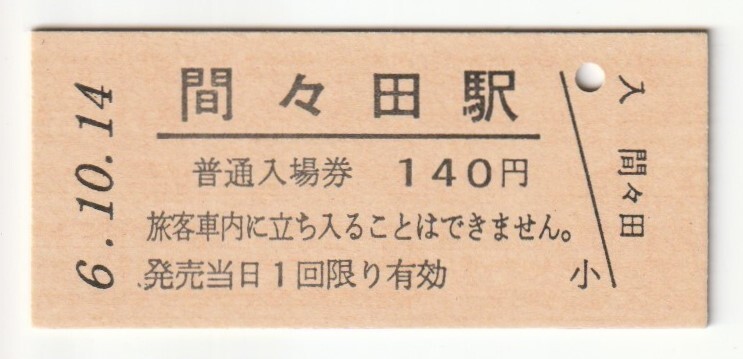 6.10.14
間々田駅
普通入場券 140円
旅客車内に立ち入ることはできません。
発売当日1回限り有効
入 間々田
小